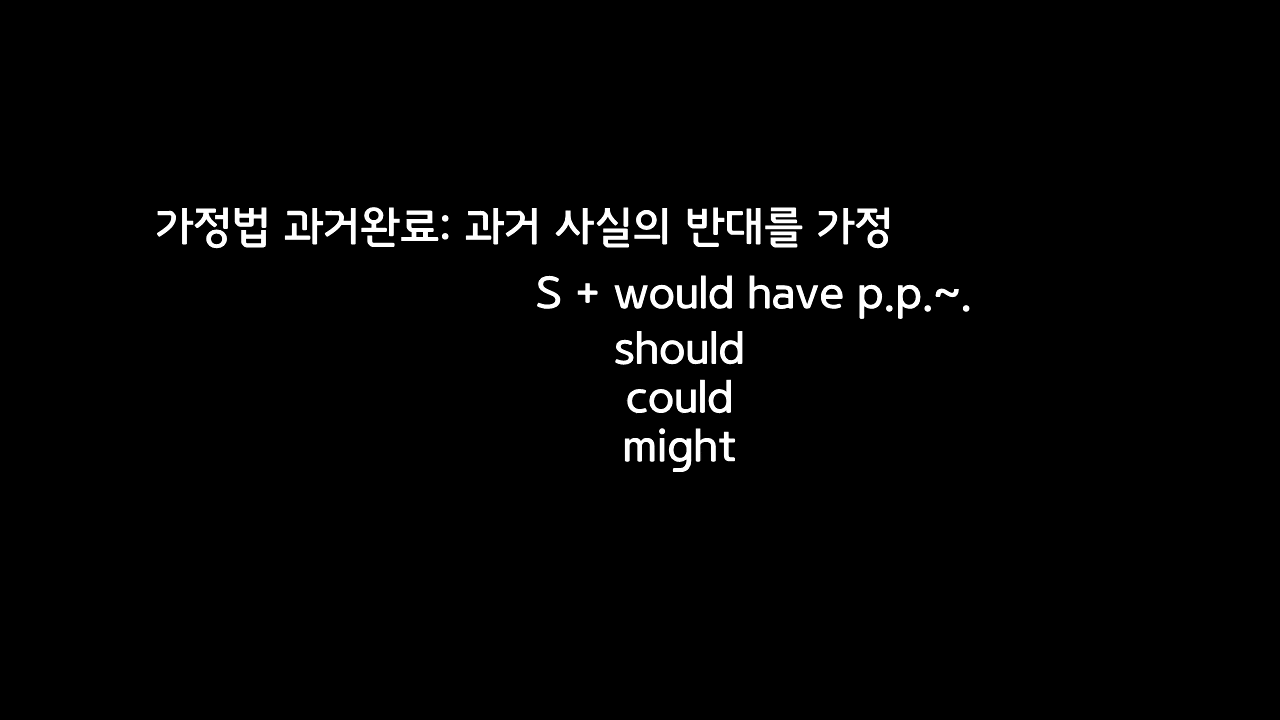 가정법 과거완료: 과거 사실의 반대를 가정
S + would have p.p.~.
should
could
might